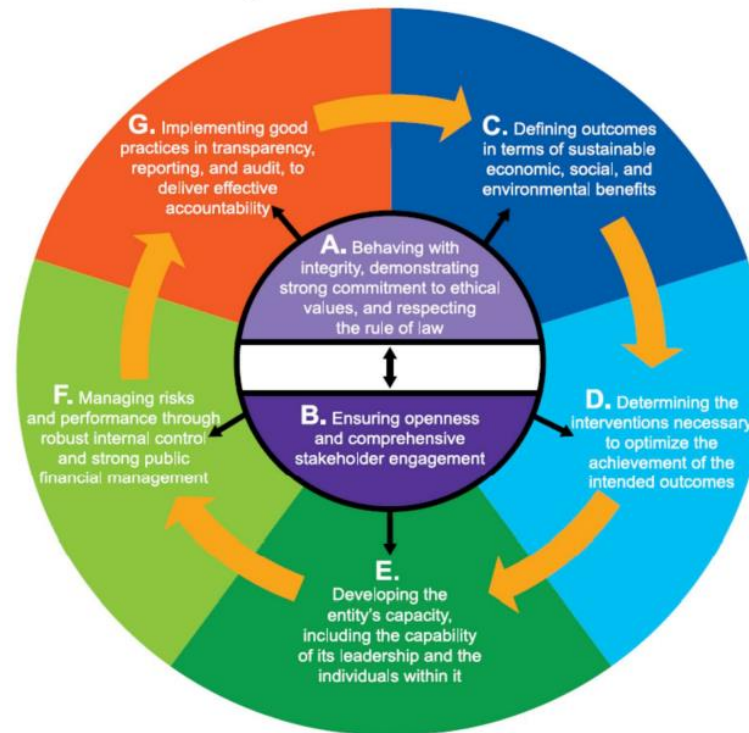 A. Behaving with
integrity, demonstrating
strong commitment to ethical
values, and respecting
the rule of law
B. Ensuring openness
and comprehensive
stakeholder engagement
C. Defining outcomes
in terms of sustainable
economic, social, and
environmental benefits
D. Determining the
interventions necessary
to optimize the
achievement of the
intended outcomes
E.
Developing the
entity's capacity,
including the capability
of its leadership and the
individuals within it
F. Managing risks
and performance through
robust internal control
and strong public
financial management
G. Implementing good
practices in transparency,
reporting, and audit, to
deliver effective
accountability